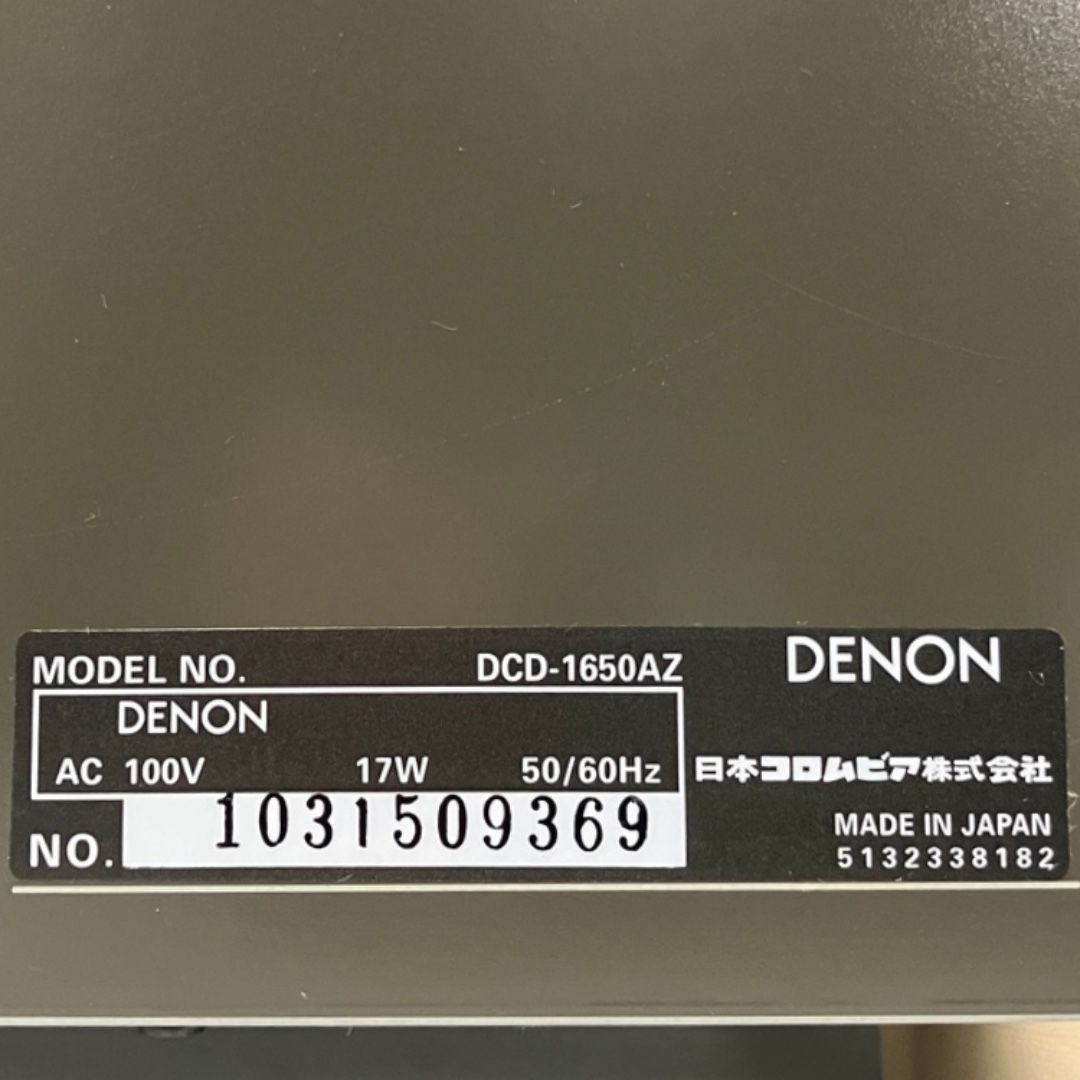 MODEL NO. DCD-1650AZ
DENON
AC 100V 17W 50/60Hz
NO. 1031509369
DENON
日本コロムビア株式会社
MADE IN JAPAN
5132338182